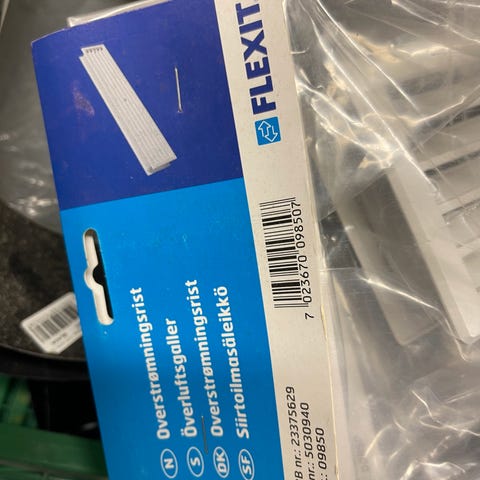 FLEXIT
7 023670 098507
N Overstrømningsrist
S Överluftsgaller
DK Overstrømningsrist
SF Siirtoilmasäleikkö
B nr.: 23375629
nr.: 5030940
.: 09850